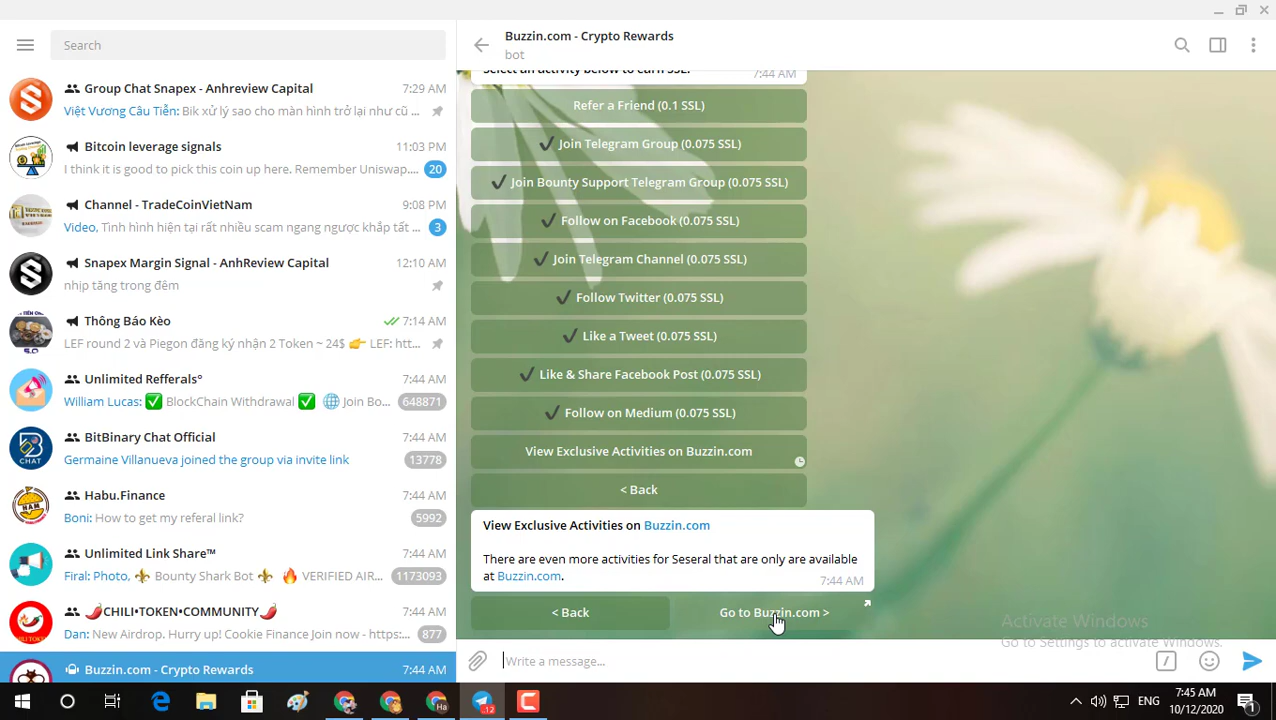 Search
Group Chat Snapex - Anhreview Capital 7:29 AM
Việt Vương Câu Tiễn: Bik xử lý sao cho màn hình trở lại như cũ ...
Bitcoin leverage signals 11:03 PM
I think it is good to pick this coin up here. Remember Uniswap,... 20
Channel - TradeCoinVietNam 9:08 PM
Video, Tình hình hiện tại rất nhiều scam ngang ngược khắp tất ... 3
Snapex Margin Signal - AnhReview Capital 12:10 AM
nhịp tăng trong đêm
Thông Báo Kèo 7:14 AM
LEF round 2 và Piegon đăng ký nhận 2 Token ~ 24$ 👉 LEF: htt...
Unlimited Refferals° 7:44 AM
William Lucas: ✅ BlockChain Withdrawal ❗ 🌐 Join Bo... 648871
BitBinary Chat Official 7:44 AM
Germaine Villanueva joined the group via invite link 13778
Habu.Finance 7:44 AM
Boni: How to get my referal link? 5992
Unlimited Link Share™ 7:44 AM
Firal: Photo, ⚜ Bounty Shark Bot ⚜ 🔥 VERIFIED AIR... 1173093
🌶CHILI•TOKEN•COMMUNITY🌶 7:44 AM
Dan: New Airdrop. Hurry up! Cookie Finance Join now - https:... 877
Buzzin.com - Crypto Rewards 7:44 AM
Buzzin.com - Crypto Rewards
bot
Select an activity below to earn SSL. 7:44 AM
Refer a Friend (0.1 SSL)
✔ Join Telegram Group (0.075 SSL)
✔ Join Bounty Support Telegram Group (0.075 SSL)
✔ Follow on Facebook (0.075 SSL)
✔ Join Telegram Channel (0.075 SSL)
✔ Follow Twitter (0.075 SSL)
✔ Like a Tweet (0.075 SSL)
✔ Like & Share Facebook Post (0.075 SSL)
✔ Follow on Medium (0.075 SSL)
View Exclusive Activities on Buzzin.com
< Back
View Exclusive Activities on Buzzin.com
There are even more activities for Seseral that are only are available
at Buzzin.com. 7:44 AM
< Back Go to Buzzin.com >
Activate Windows
Go to Settings to activate Windows.
Write a message...
ENG 7:45 AM
10/12/2020